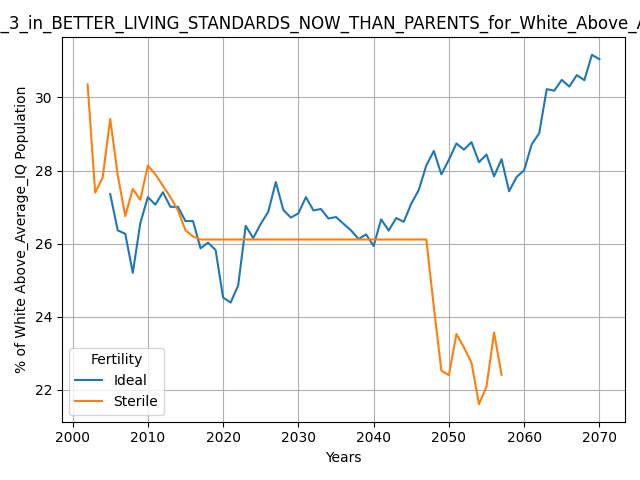 _3_in_BETTER_LIVING_STANDARDS_NOW_THAN_PARENTS_for_White_Above_A
% of White Above_Average_IQ Population
30
28
26
24
22
Fertility
Ideal
Sterile
2000 2010 2020 2030 2040 2050 2060 2070
Years